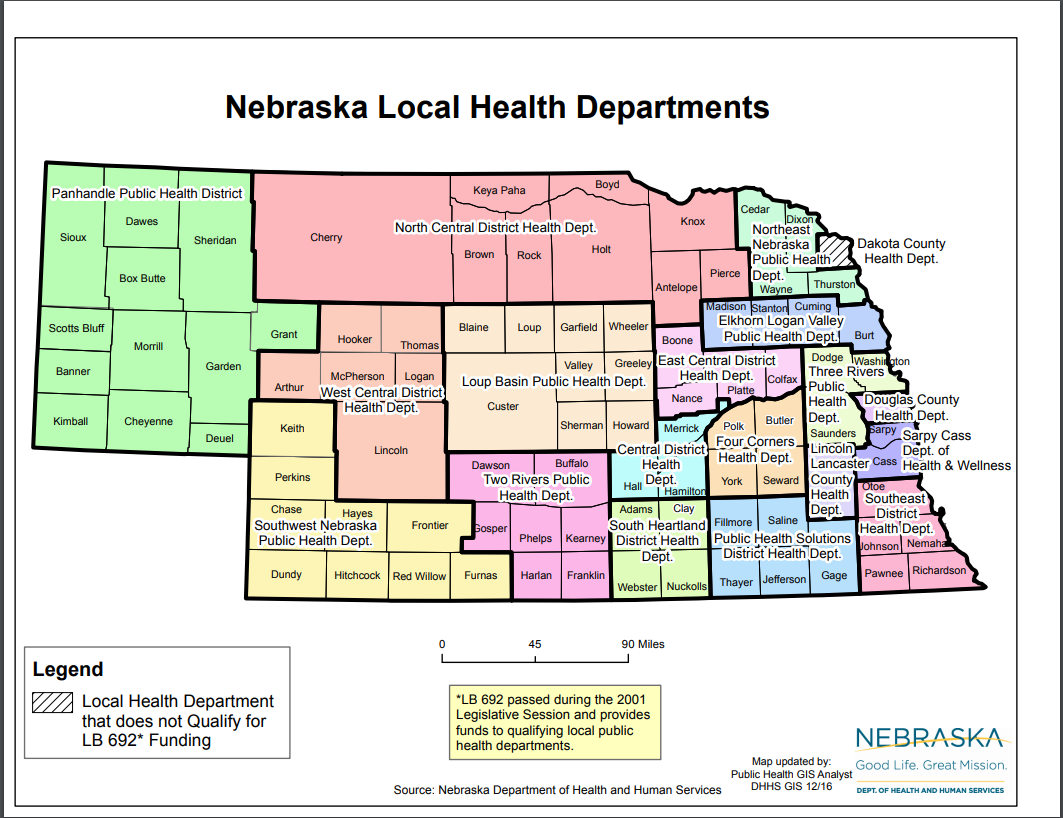 Nebraska Local Health Departments
Panhandle Public Health District
Sioux
Dawes
Sheridan
Box Butte
Scotts Bluff
Morrill
Banner
Garden
Kimball
Cheyenne
Deuel
Grant
North Central District Health Dept.
Cherry
Keya Paha
Boyd
Brown
Rock
Holt
Knox
Antelope
Pierce
Cedar
Dixon
Northeast
Nebraska
Public Health
Dept.
Wayne
Thurston
Dakota County
Health Dept.
Madison
Stanton
Cuming
Elkhorn Logan Valley
Public Health Dept.
Burt
Hooker
Thomas
Arthur
McPherson
Logan
West Central District
Health Dept.
Lincoln
Blaine
Loup
Garfield
Wheeler
Valley
Greeley
Loup Basin Public Health Dept.
Custer
Sherman
Howard
Boone
East Central District
Health Dept.
Colfax
Platte
Nance
Dodge
Washington
Three Rivers
Public
Health
Dept.
Saunders
Douglas County
Health Dept.
Sarpy
Cass
Sarpy Cass
Dept. of
Health & Wellness
Merrick
Central District
Health
Dept.
Hall
Hamilton
Polk
Butler
Four Corners
Health Dept.
York
Seward
Lincoln
Lancaster
County
Health
Dept.
Otoe
Southeast
District
Health Dept.
Johnson
Nemaha
Pawnee
Richardson
Keith
Perkins
Chase
Hayes
Frontier
Southwest Nebraska
Public Health Dept.
Dundy
Hitchcock
Red Willow
Furnas
Dawson
Buffalo
Two Rivers Public
Health Dept.
Gosper
Phelps
Kearney
Harlan
Franklin
Adams
Clay
South Heartland
District Health
Dept.
Webster
Nuckolls
Fillmore
Saline
Public Health Solutions
District Health Dept.
Thayer
Jefferson
Gage
0 45 90 Miles
Legend
Local Health Department
that does not Qualify for
LB 692* Funding
*LB 692 passed during the 2001
Legislative Session and provides
funds to qualifying local public
health departments.
Source: Nebraska Department of Health and Human Services
Map updated by:
Public Health GIS Analyst
DHHS GIS 12/16
NEBRASKA
Good Life. Great Mission.
DEPT. OF HEALTH AND HUMAN SERVICES